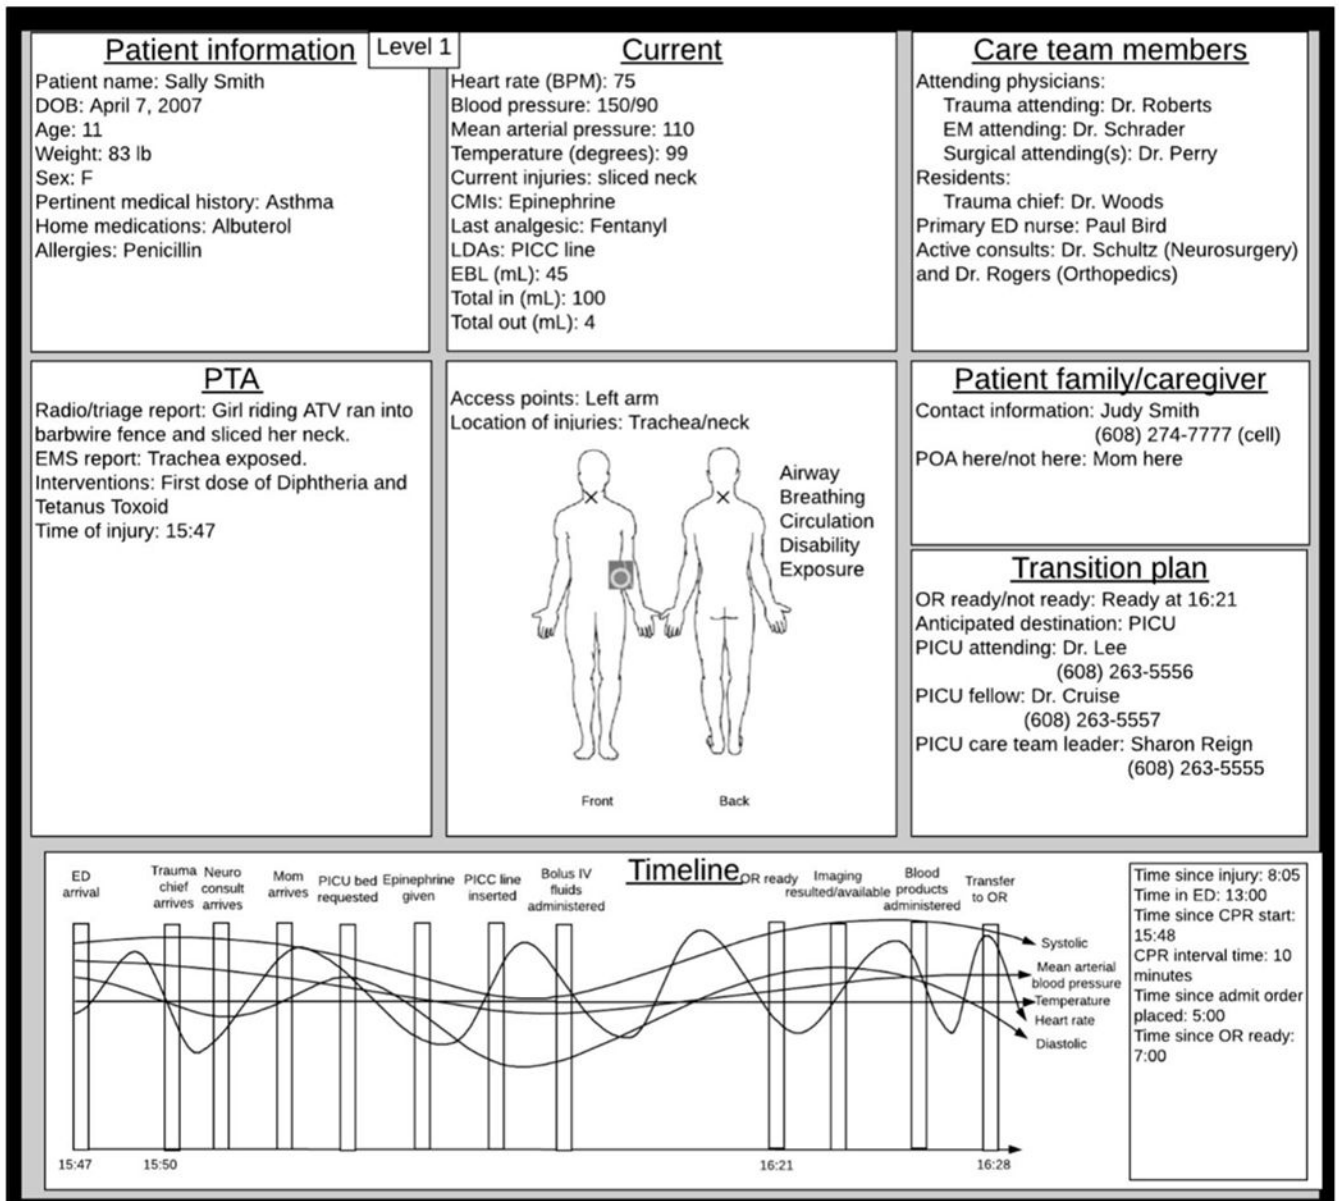 Patient information
Level 1
Patient name: Sally Smith
DOB: April 7, 2007
Age: 11
Weight: 83 lb
Sex: F
Pertinent medical history: Asthma
Home medications: Albuterol
Allergies: Penicillin
Current
Heart rate (BPM): 75
Blood pressure: 150/90
Mean arterial pressure: 110
Temperature (degrees): 99
Current injuries: sliced neck
CMIs: Epinephrine
Last analgesic: Fentanyl
LDAs: PICC line
EBL (mL): 45
Total in (mL): 100
Total out (mL): 4
Care team members
Attending physicians:
Trauma attending: Dr. Roberts
EM attending: Dr. Schrader
Surgical attending(s): Dr. Perry
Residents:
Trauma chief: Dr. Woods
Primary ED nurse: Paul Bird
Active consults: Dr. Schultz (Neurosurgery)
and Dr. Rogers (Orthopedics)
PTA
Radio/triage report: Girl riding ATV ran into
barbwire fence and sliced her neck.
EMS report: Trachea exposed.
Interventions: First dose of Diphtheria and
Tetanus Toxoid
Time of injury: 15:47
Access points: Left arm
Location of injuries: Trachea/neck
Airway
Breathing
Circulation
Disability
Exposure
Front
Back
Patient family/caregiver
Contact information: Judy Smith
(608) 274-7777 (cell)
POA here/not here: Mom here
Transition plan
OR ready/not ready: Ready at 16:21
Anticipated destination: PICU
PICU attending: Dr. Lee
(608) 263-5556
PICU fellow: Dr. Cruise
(608) 263-5557
PICU care team leader: Sharon Reign
(608) 263-5555
Timeline
ED
arrival
Trauma
chief
arrives
Neuro
consult
arrives
Mom
arrives
PICU bed
requested
Epinephrine
given
PICC line
inserted
Bolus IV
fluids
administered
OR ready
Imaging
resulted/available
Blood
products
administered
Transfer
to OR
Systolic
Mean arterial
blood pressure
Temperature
Heart rate
Diastolic
15:47
15:50
16:21
16:28
Time since injury: 8:05
Time in ED: 13:00
Time since CPR start:
15:48
CPR interval time: 10
minutes
Time since admit order
placed: 5:00
Time since OR ready:
7:00